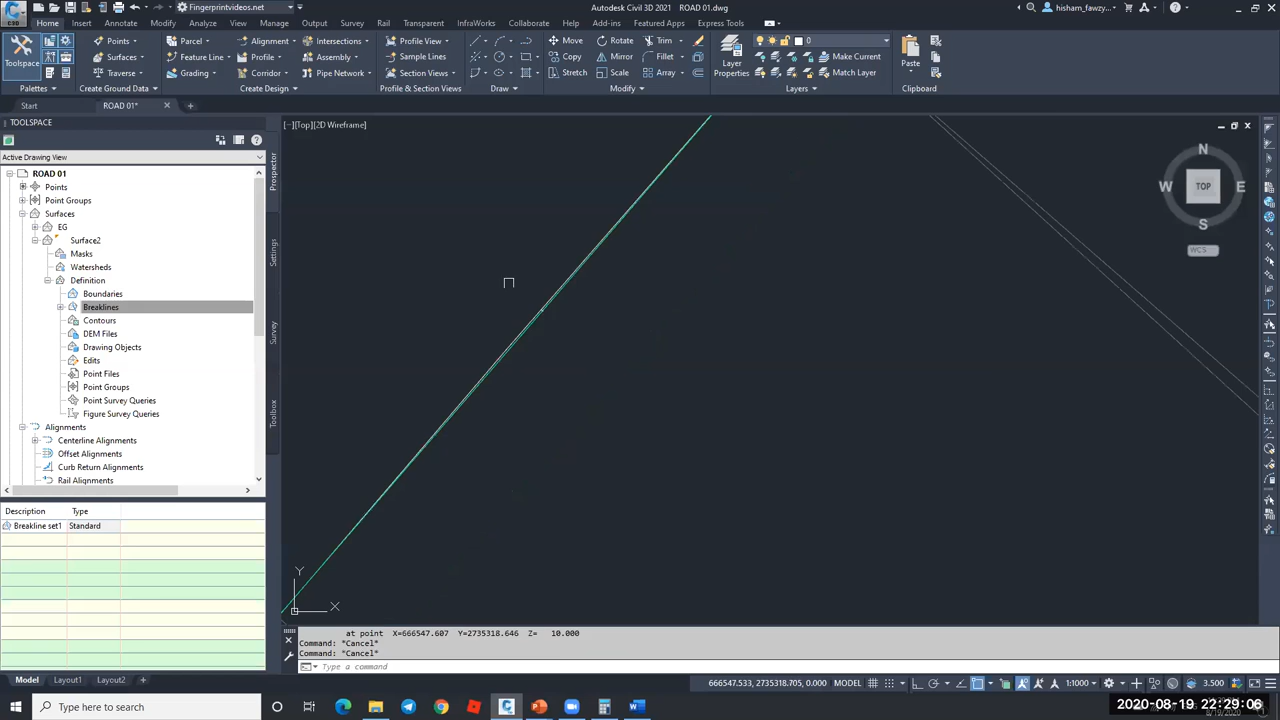 Fingerprintvideos.net
Autodesk Civil 3D 2021   ROAD 01.dwg
hisham_fawzy...
C3D
Home Insert Annotate Modify Analyze View Manage Output Survey Rail Transparent InfraWorks Collaborate Help Add-ins Featured Apps Express Tools
Toolspace
Points
Surfaces
Traverse
Parcel
Feature Line
Grading
Alignment
Profile
Corridor
Intersections
Assembly
Pipe Network
Profile View
Sample Lines
Section Views
Move
Copy
Stretch
Rotate
Mirror
Scale
Trim
Fillet
Array
Layer
Properties
0
Make Current
Match Layer
Paste
Palettes
Create Ground Data
Create Design
Profile & Section Views
Draw
Modify
Layers
Clipboard
Start
ROAD 01*
TOOLSPACE
Active Drawing View
ROAD 01
Points
Point Groups
Surfaces
EG
Surface2
Masks
Watersheds
Definition
Boundaries
Breaklines
Contours
DEM Files
Drawing Objects
Edits
Point Files
Point Groups
Point Survey Queries
Figure Survey Queries
Alignments
Centerline Alignments
Offset Alignments
Curb Return Alignments
Rail Alignments
Prospector
Settings
Survey
Toolbox
Description Type
Breakline set1 Standard
[−][Top][2D Wireframe]
N
W TOP E
S
WCS
Y
X
at point X=666547.607 Y=2735318.646 Z= 10.000
Command: *Cancel*
Command: *Cancel*
Type a command
Model Layout1 Layout2
666547.533, 2735318.705, 0.000 MODEL
1:1000
3.500
Type here to search
2020-08-19 22:29:06